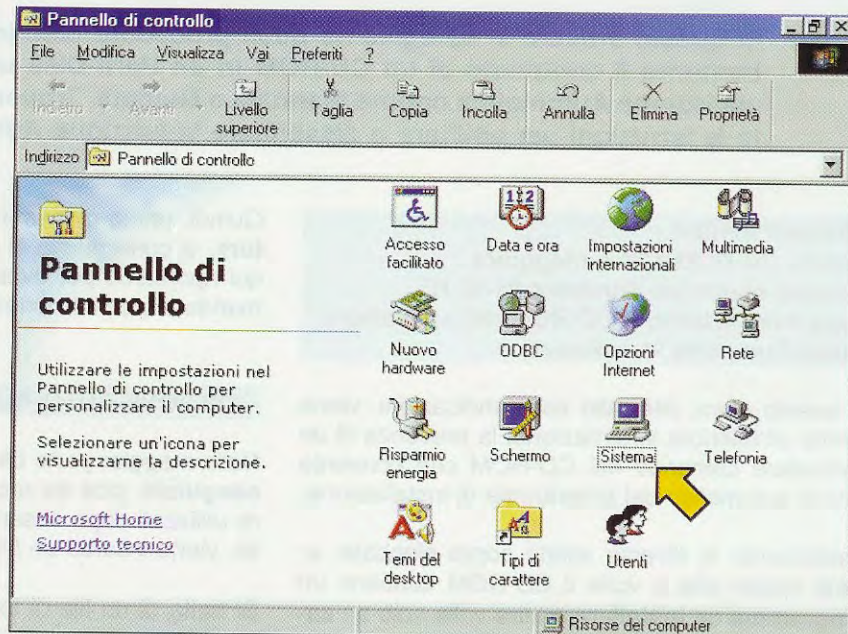 Pannello di controllo
File Modifica Visualizza Vai Preferiti ?
Indietro Avanti Livello superiore Taglia Copia Incolla Annulla Elimina Proprietà
Indirizzo Pannello di controllo
Pannello di
controllo
Utilizzare le impostazioni nel
Pannello di controllo per
personalizzare il computer.
Selezionare un'icona per
visualizzarne la descrizione.
Microsoft Home
Supporto tecnico
Accesso facilitato
Data e ora
Impostazioni internazionali
Multimedia
Nuovo hardware
ODBC
Opzioni Internet
Rete
Risparmio energia
Schermo
Sistema
Telefonia
Temi del desktop
Tipi di carattere
Utenti
Risorse del computer